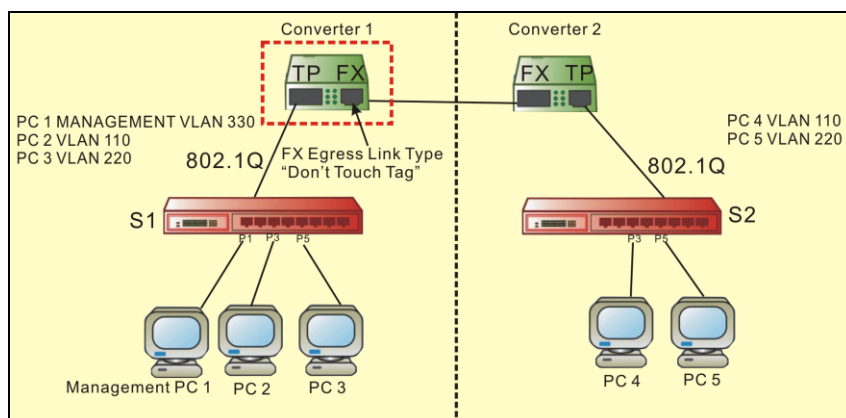 Converter 1
Converter 2
TP FX
FX TP
PC 1 MANAGEMENT VLAN 330
PC 2 VLAN 110
PC 3 VLAN 220
PC 4 VLAN 110
PC 5 VLAN 220
802.1Q
FX Egress Link Type
“Don’t Touch Tag”
802.1Q
S1
P1 P3 P5
S2
P3 P5
Management PC 1
PC 2
PC 3
PC 4
PC 5